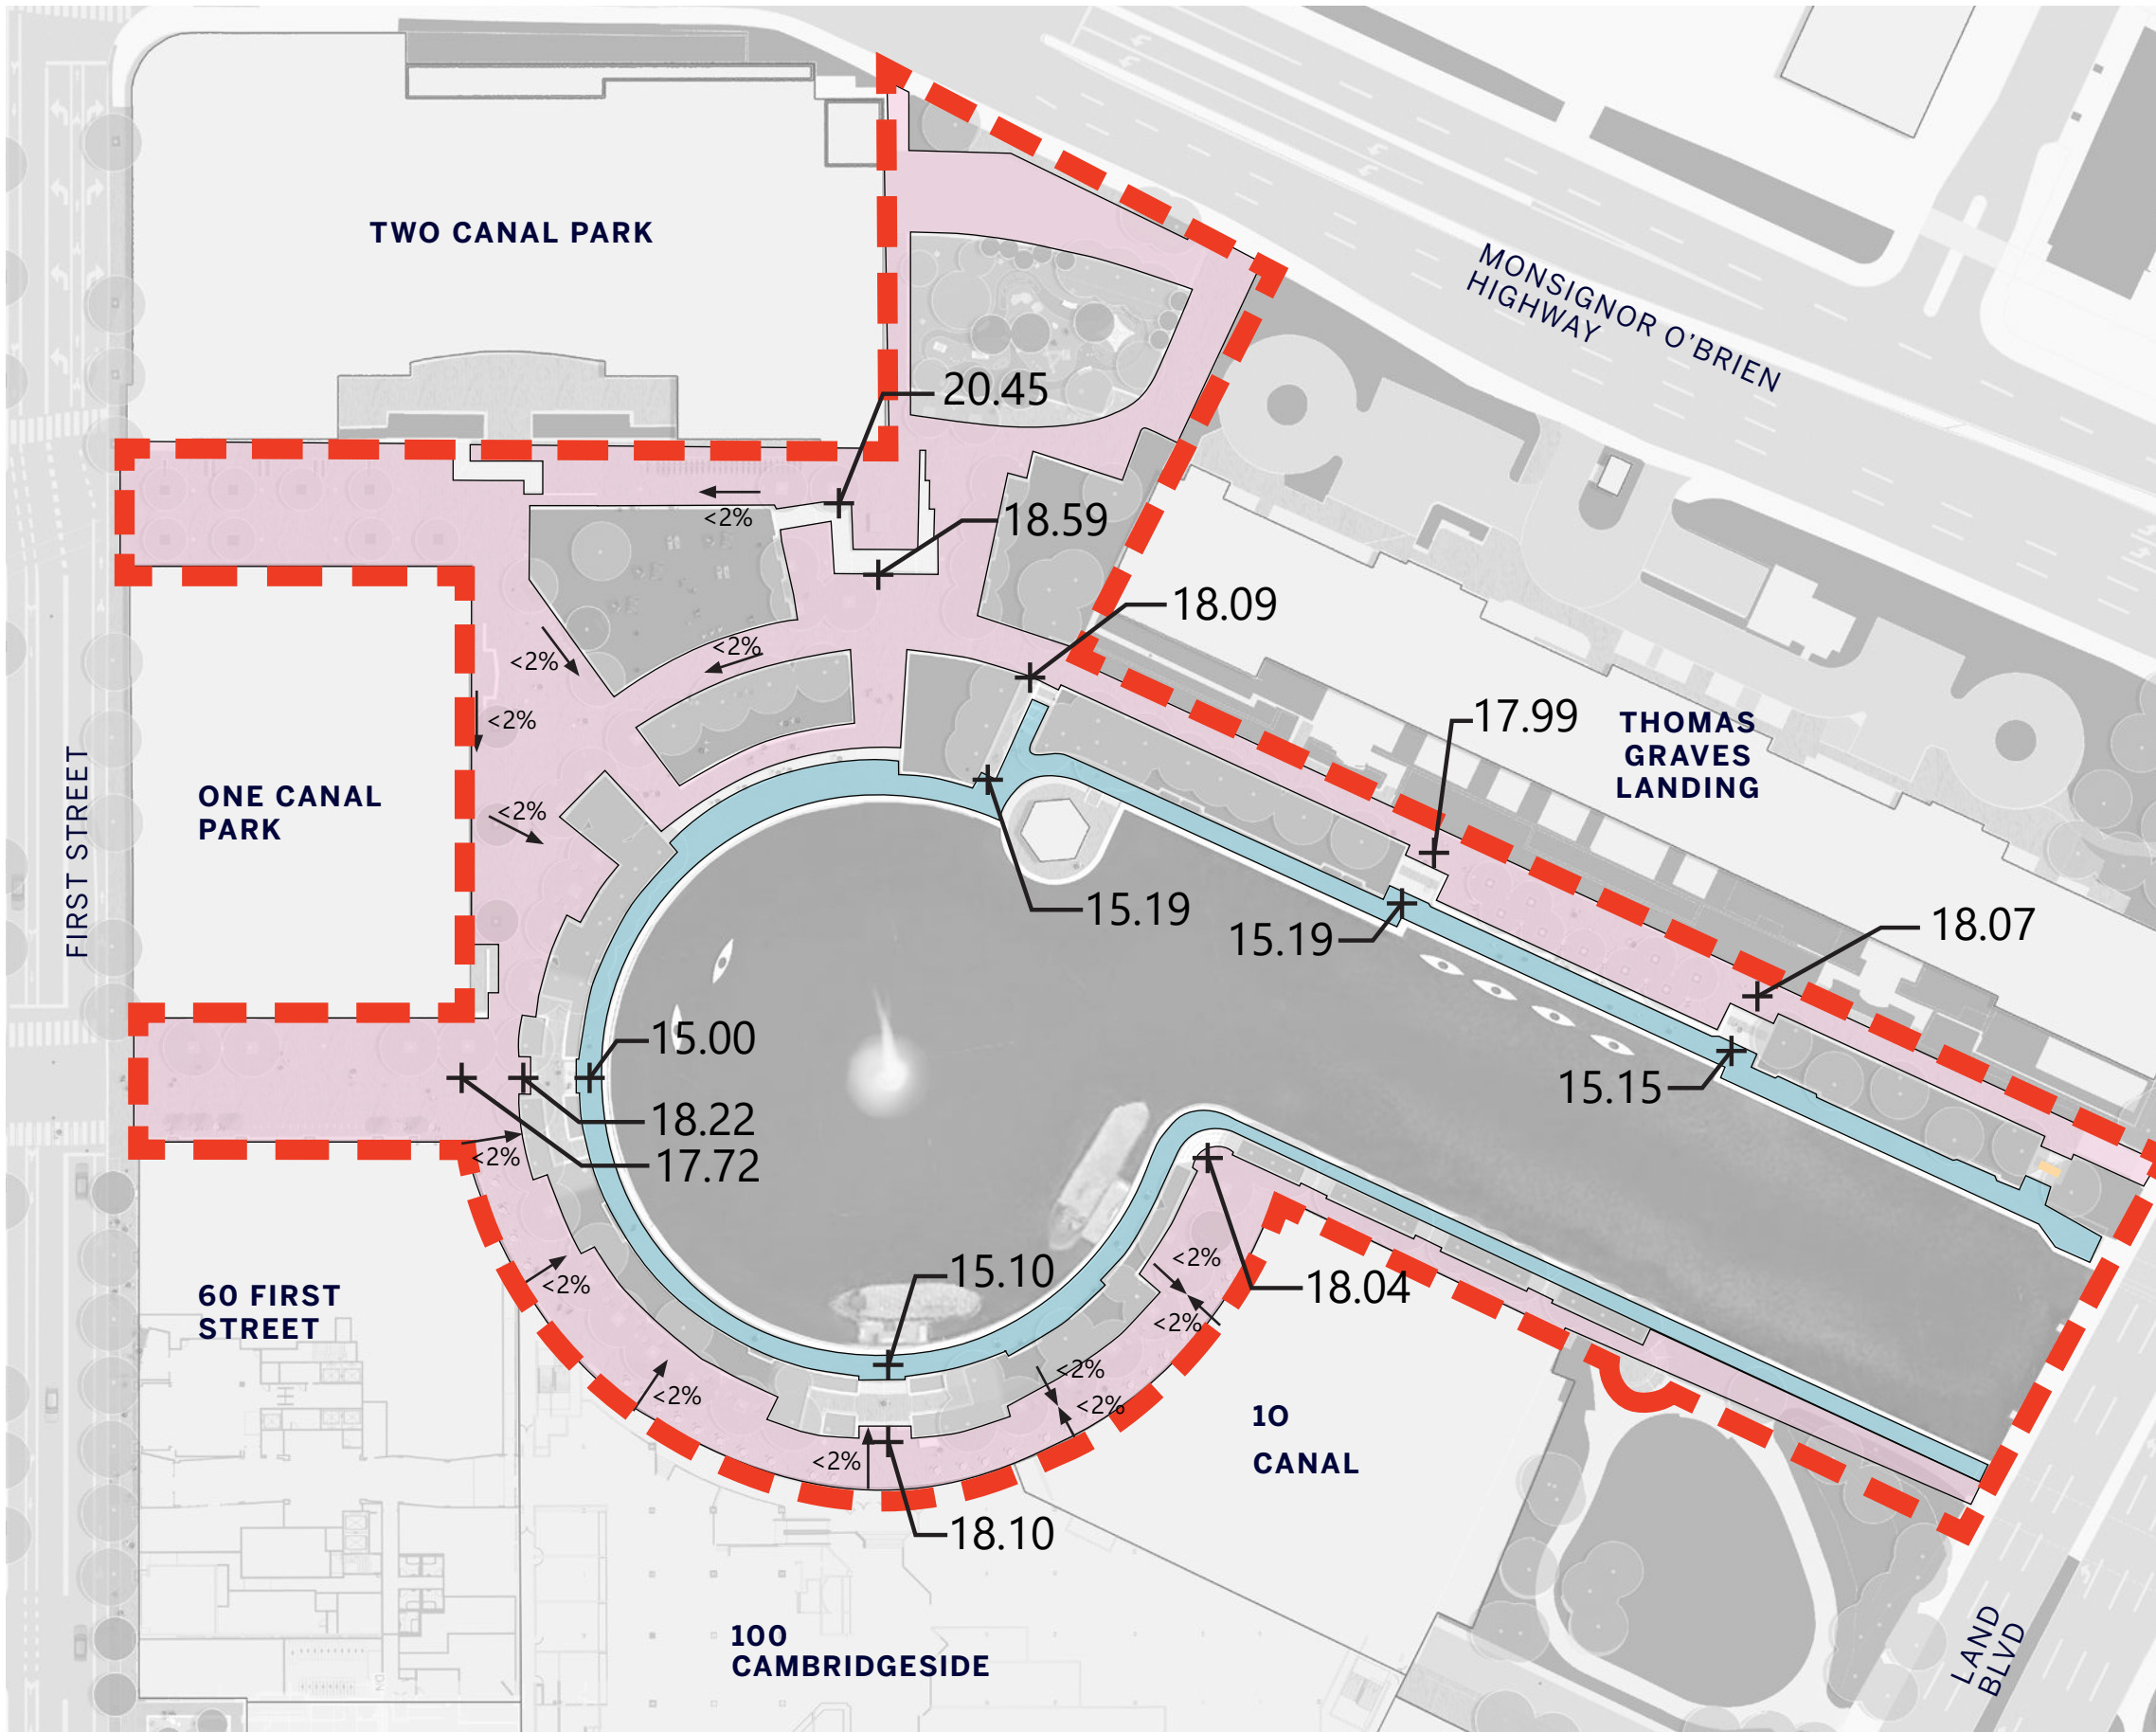 TWO CANAL PARK
MONSIGNOR O'BRIEN
HIGHWAY
20.45
<2%
18.59
18.09
<2%
<2%
<2%
17.99
THOMAS
GRAVES
LANDING
FIRST STREET
ONE CANAL
PARK
<2%
15.19
15.19
18.07
15.00
18.22
17.72
<2%
15.15
<2%
<2%
15.10
18.04
<2%
60 FIRST
STREET
<2%
<2%
<2%
<2%
18.10
10
CANAL
100
CAMBRIDGESIDE
LAND
BLVD